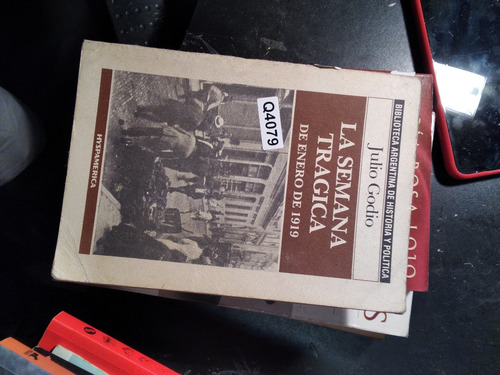 BIBLIOTECA ARGENTINA DE HISTORIA Y POLITICA
Julio Godio
LA SEMANA
TRAGICA
DE ENERO DE 1919
Q4079
HYSPAMERICA